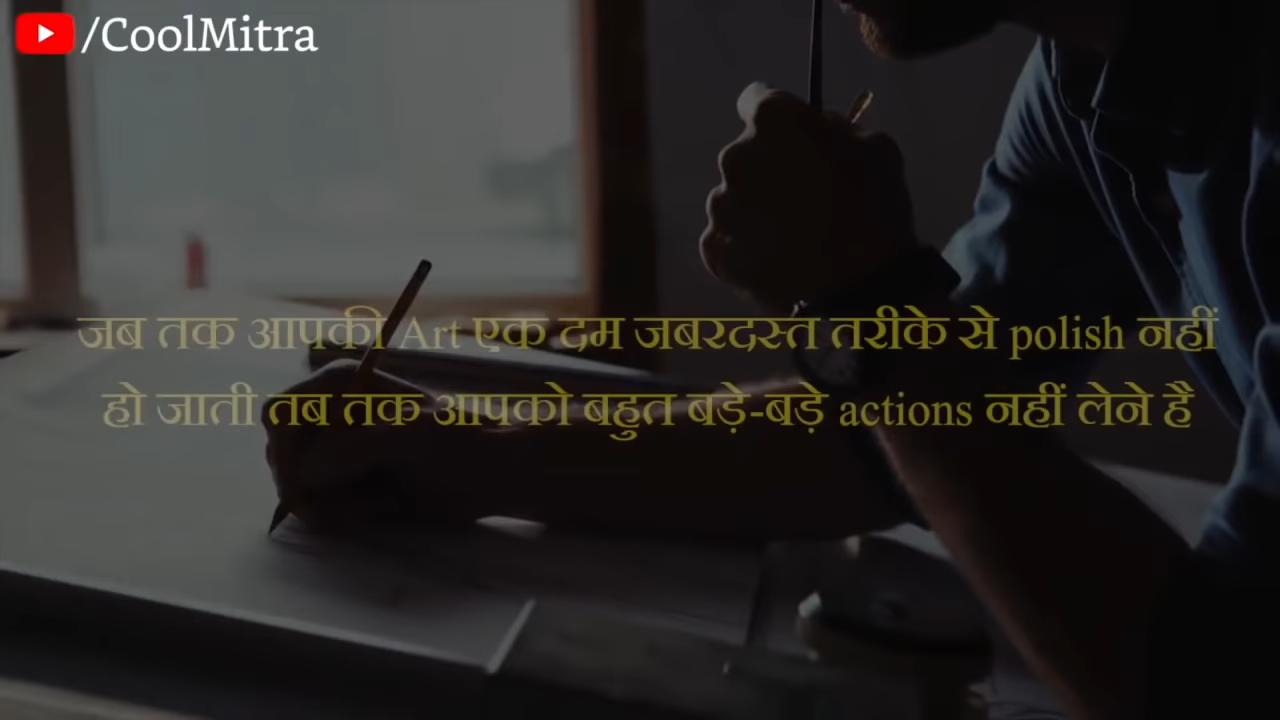 /CoolMitra
जब तक आपकी Art एक दम जबरदस्त तरीके से polish नहीं
हो जाती तब तक आपको बहुत बड़े-बड़े actions नहीं लेने हैं